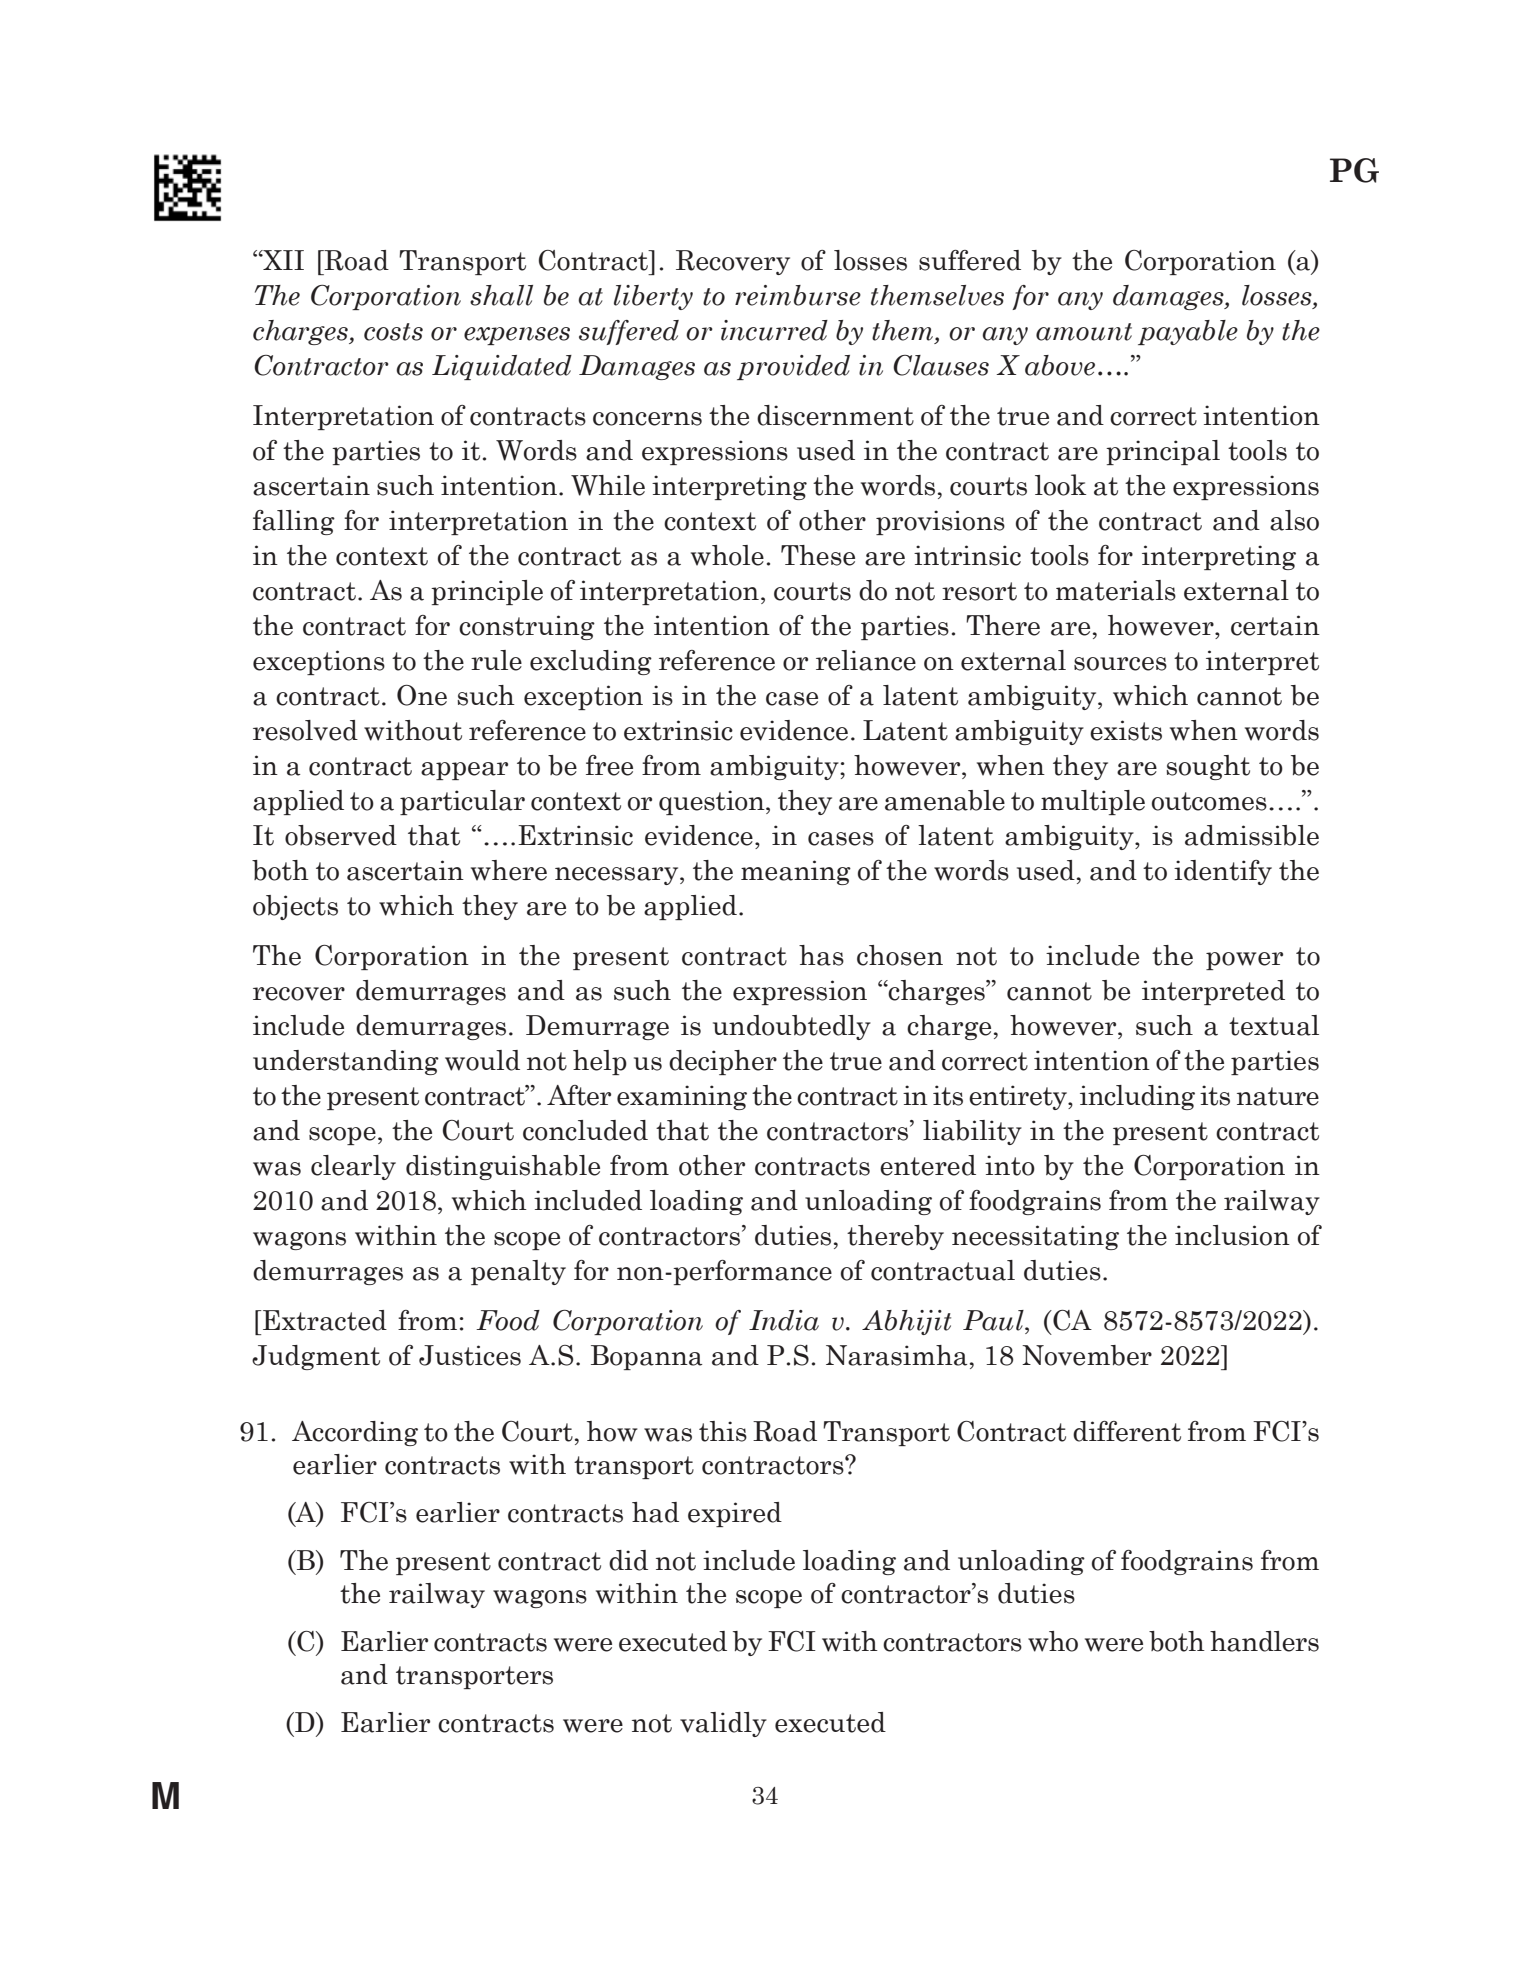 PG
“XII [Road Transport Contract]. Recovery of losses suffered by the Corporation (a)
The Corporation shall be at liberty to reimburse themselves for any damages, losses,
charges, costs or expenses suffered or incurred by them, or any amount payable by the
Contractor as Liquidated Damages as provided in Clauses X above….”
Interpretation of contracts concerns the discernment of the true and correct intention
of the parties to it. Words and expressions used in the contract are principal tools to
ascertain such intention. While interpreting the words, courts look at the expressions
falling for interpretation in the context of other provisions of the contract and also
in the context of the contract as a whole. These are intrinsic tools for interpreting a
contract. As a principle of interpretation, courts do not resort to materials external to
the contract for construing the intention of the parties. There are, however, certain
exceptions to the rule excluding reference or reliance on external sources to interpret
a contract. One such exception is in the case of a latent ambiguity, which cannot be
resolved without reference to extrinsic evidence. Latent ambiguity exists when words
in a contract appear to be free from ambiguity; however, when they are sought to be
applied to a particular context or question, they are amenable to multiple outcomes….”.
It observed that “….Extrinsic evidence, in cases of latent ambiguity, is admissible
both to ascertain where necessary, the meaning of the words used, and to identify the
objects to which they are to be applied.
The Corporation in the present contract has chosen not to include the power to
recover demurrages and as such the expression “charges” cannot be interpreted to
include demurrages. Demurrage is undoubtedly a charge, however, such a textual
understanding would not help us decipher the true and correct intention of the parties
to the present contract”. After examining the contract in its entirety, including its nature
and scope, the Court concluded that the contractors’ liability in the present contract
was clearly distinguishable from other contracts entered into by the Corporation in
2010 and 2018, which included loading and unloading of foodgrains from the railway
wagons within the scope of contractors’ duties, thereby necessitating the inclusion of
demurrages as a penalty for non-performance of contractual duties.
[Extracted from: Food Corporation of India v. Abhijit Paul, (CA 8572-8573/2022).
Judgment of Justices A.S. Bopanna and P.S. Narasimha, 18 November 2022]
91. According to the Court, how was this Road Transport Contract different from FCI’s
earlier contracts with transport contractors?
(A) FCI’s earlier contracts had expired
(B) The present contract did not include loading and unloading of foodgrains from
the railway wagons within the scope of contractor’s duties
(C) Earlier contracts were executed by FCI with contractors who were both handlers
and transporters
(D) Earlier contracts were not validly executed
M
34